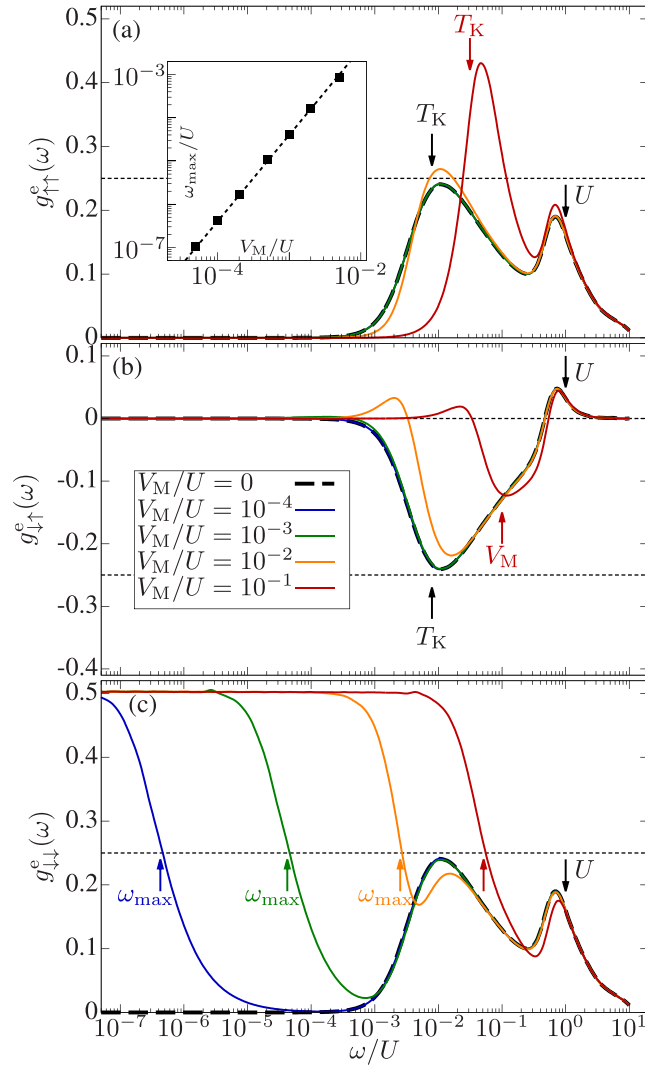 (a)
0.5
0.4
0.3
0.2
0.1
0
g^e_↑↑(ω)
10^-3
10^-7
ω_max/U
V_M/U
10^-4
10^-2
T_K
T_K
U
(b)
0.1
0
-0.1
-0.2
-0.3
-0.4
g^e_↓↑(ω)
V_M/U = 0
V_M/U = 10^-4
V_M/U = 10^-3
V_M/U = 10^-2
V_M/U = 10^-1
U
V_M
T_K
(c)
0.5
0.4
0.3
0.2
0.1
0
g^e_↓↓(ω)
ω_max
ω_max
ω_max
U
10^-7 10^-6 10^-5 10^-4 10^-3 10^-2 10^-1 10^0 10^1
ω/U